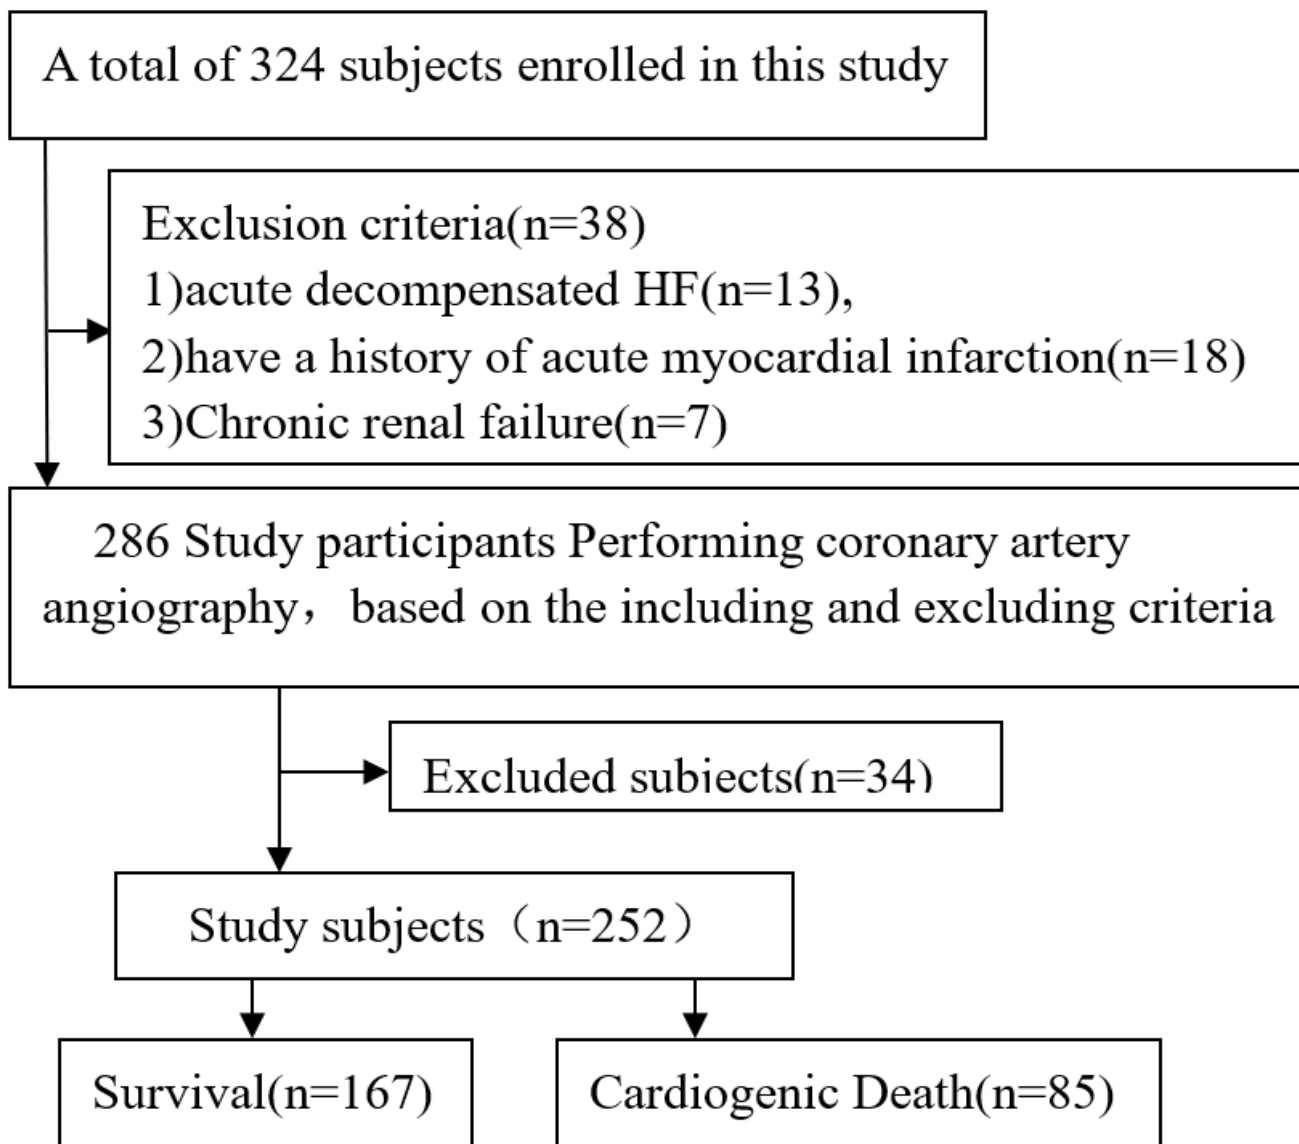 A total of 324 subjects enrolled in this study
Exclusion criteria(n=38)
1)acute decompensated HF(n=13),
2)have a history of acute myocardial infarction(n=18)
3)Chronic renal failure(n=7)
286 Study participants Performing coronary artery
angiography， based on the including and excluding criteria
Excluded subjects(n=34)
Study subjects（n=252）
Survival(n=167)
Cardiogenic Death(n=85)